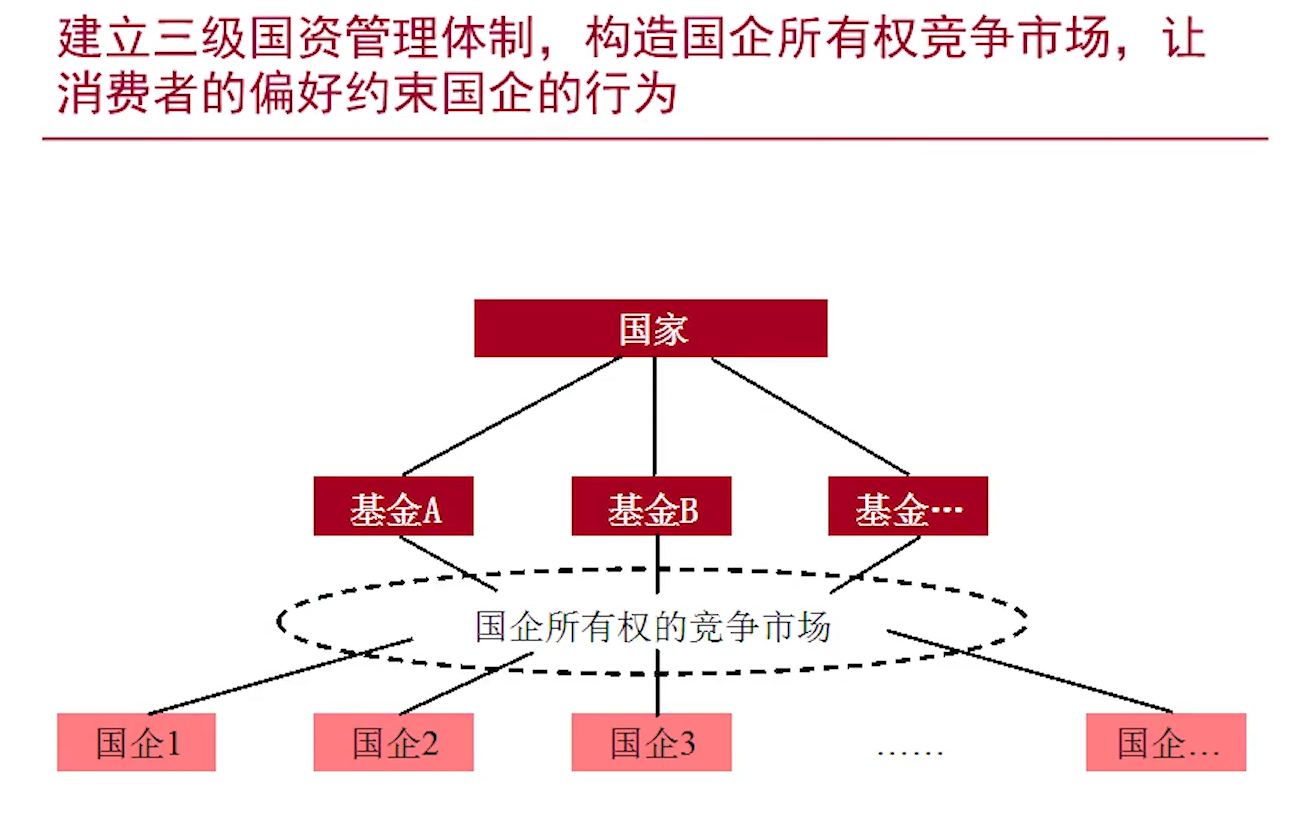 建立三级国资管理体制，构造国企所有权竞争市场，让
消费者的偏好约束国企的行为
国家
基金A
基金B
基金…
国企所有权的竞争市场
国企1
国企2
国企3
……
国企…